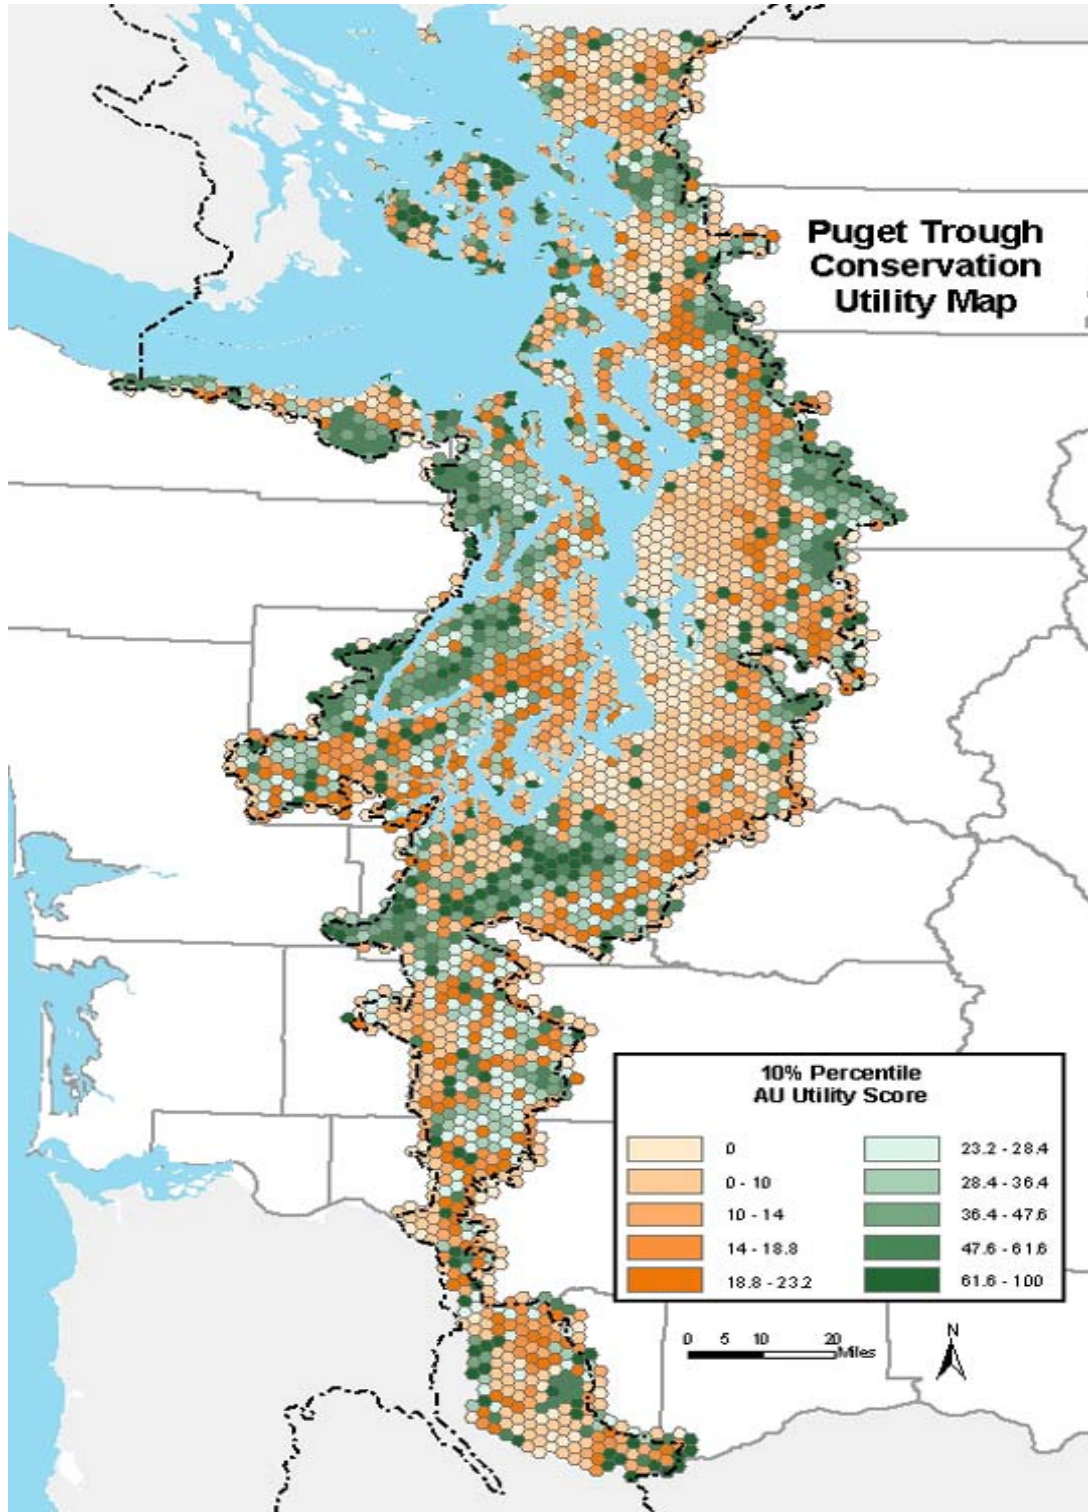 Puget Trough
Conservation
Utility Map
10% Percentile
AU Utility Score
0
0 - 10
10 - 14
14 - 18.8
18.8 - 23.2
23.2 - 28.4
28.4 - 36.4
36.4 - 47.6
47.6 - 61.6
61.6 - 100
0 5 10 20
Miles
N